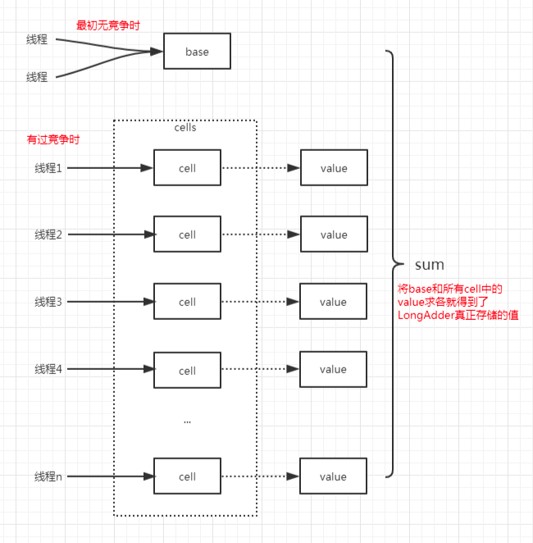 最初无竞争时
线程
base
线程
cells
有过竞争时
线程1
cell
value
线程2
cell
value
sum
将base和所有cell中的
value求各就得到了
LongAdder真正存储的值
线程3
cell
value
线程4
cell
value
...
线程n
cell
value